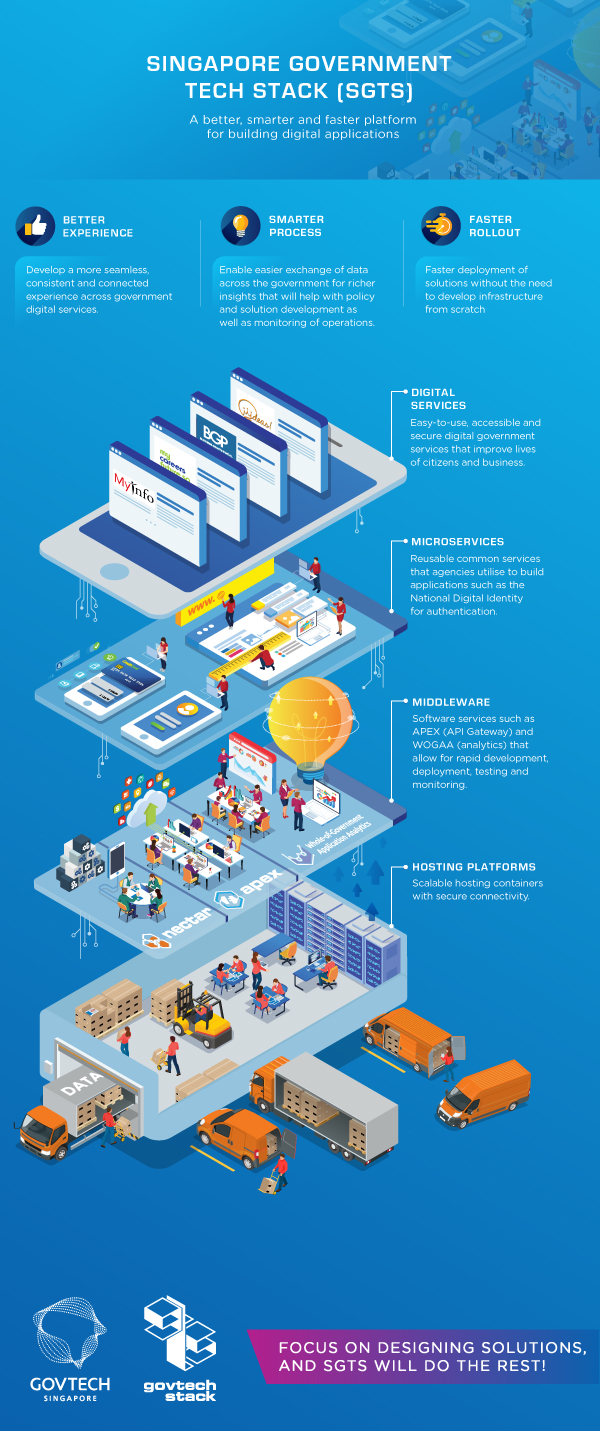 SINGAPORE GOVERNMENT
TECH STACK (SGTS)
A better, smarter and faster platform
for building digital applications
BETTER
EXPERIENCE
Develop a more seamless,
consistent and connected
experience across government
digital services.
SMARTER
PROCESS
Enable easier exchange of data
across the government for richer
insights that will help with policy
and solution development as
well as monitoring of operations.
FASTER
ROLLOUT
Faster deployment of
solutions without the need
to develop infrastructure
from scratch
ideas!
BGP
my
careers
MyInfo
DIGITAL
SERVICES
Easy-to-use, accessible and
secure digital government
services that improve lives
of citizens and business.
www.
MICROSERVICES
Reusable common services
that agencies utilise to build
applications such as the
National Digital Identity
for authentication.
MIDDLEWARE
Software services such as
APEX (API Gateway) and
WOGAA (analytics) that
allow for rapid development,
deployment, testing and
monitoring.
Whole-of-Government
Application Analytics
apex
nectar
HOSTING PLATFORMS
Scalable hosting containers
with secure connectivity.
DATA
GOVTECH
SINGAPORE
govtech
stack
FOCUS ON DESIGNING SOLUTIONS,
AND SGTS WILL DO THE REST!